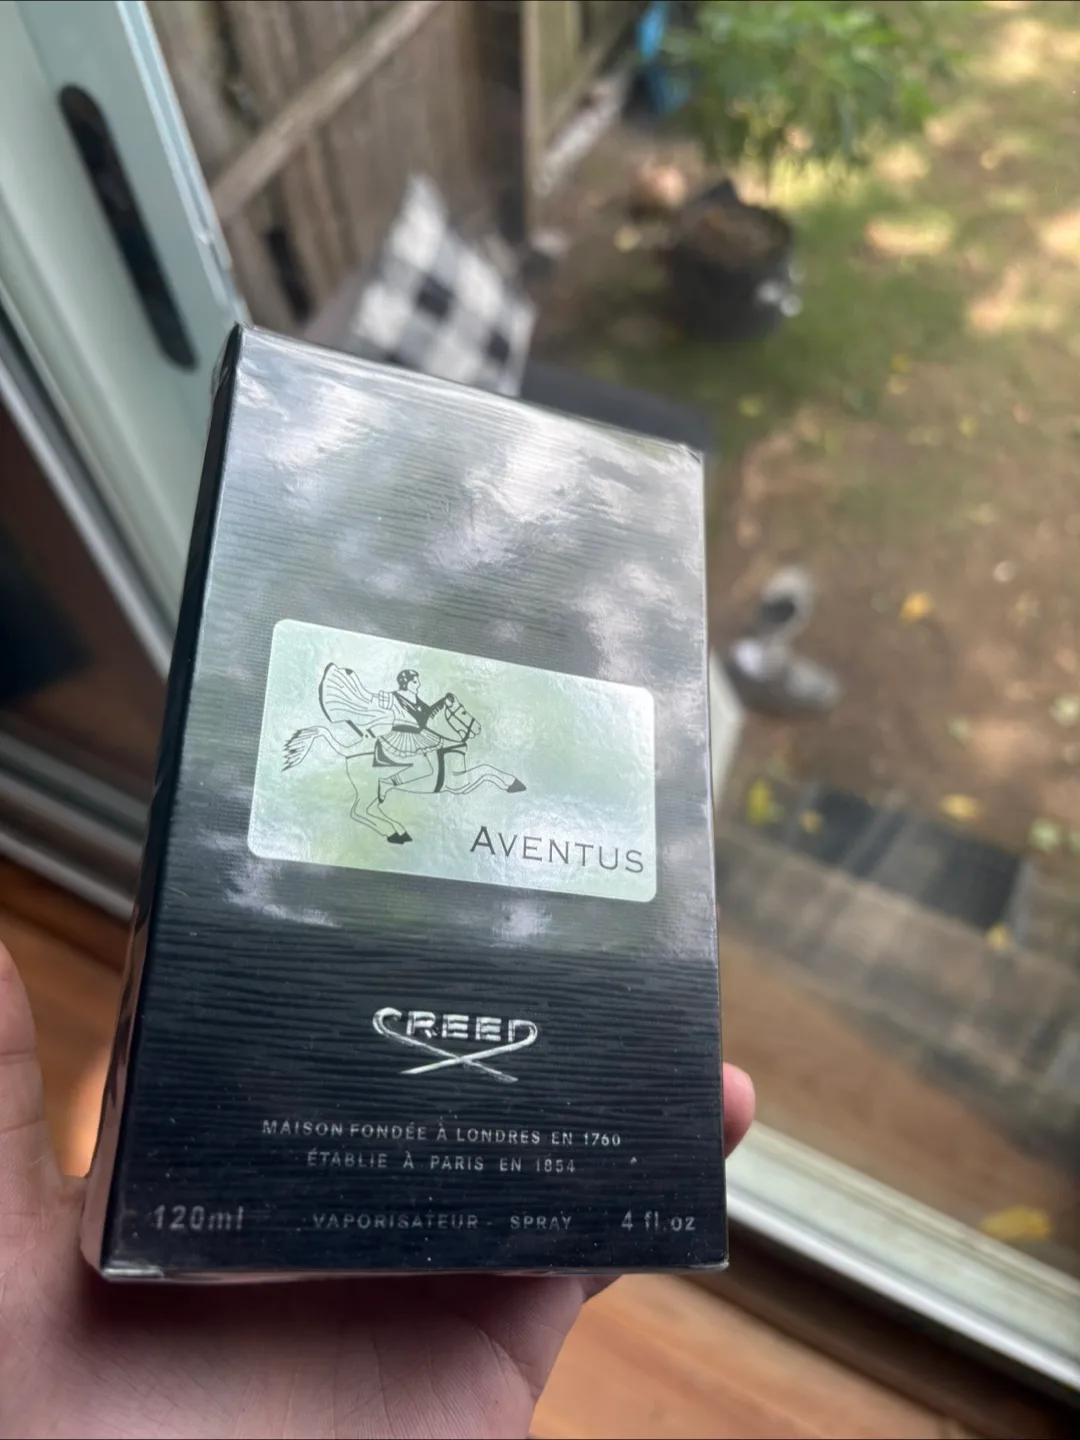 AVENTUS
CREED
MAISON FONDÉE À LONDRES EN 1760
ÉTABLIE À PARIS EN 1854
120ml VAPORISATEUR - SPRAY 4 fl.oz